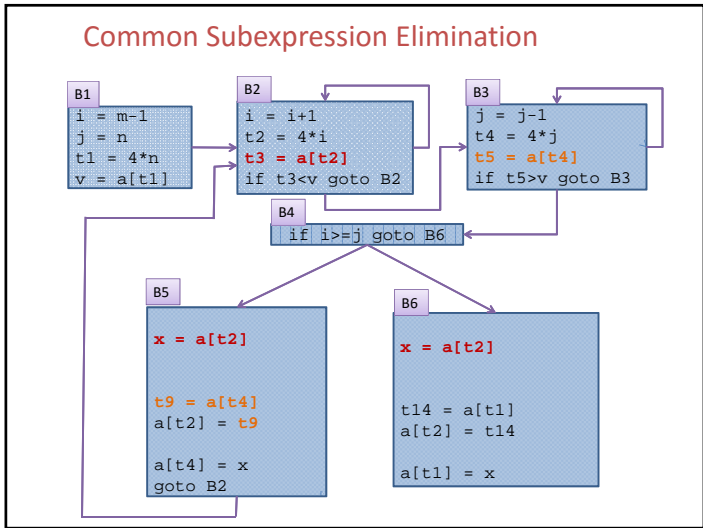 Common Subexpression Elimination
B1
i = m-1
j = n
t1 = 4*n
v = a[t1]
B2
i = i+1
t2 = 4*i
t3 = a[t2]
if t3<v goto B2
B3
j = j-1
t4 = 4*j
t5 = a[t4]
if t5>v goto B3
B4
if i>=j goto B6
B5
x = a[t2]
t9 = a[t4]
a[t2] = t9
a[t4] = x
goto B2
B6
x = a[t2]
t14 = a[t1]
a[t2] = t14
a[t1] = x